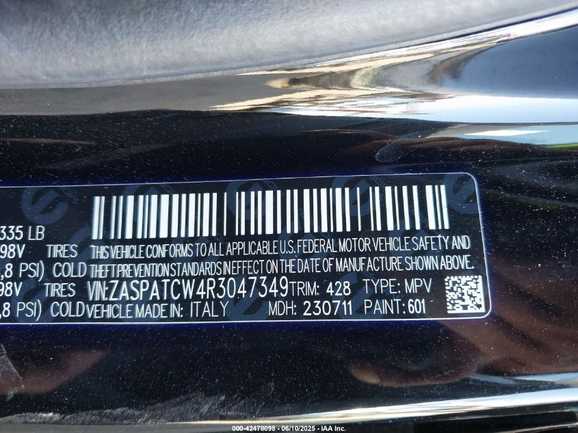 335 LB
98V TIRES THIS VEHICLE CONFORMS TO ALL APPLICABLE U.S. FEDERAL MOTOR VEHICLE SAFETY AND
,8 PSI) COLD THEFT PREVENTION STANDARDS IN EFFECT ON THE DATE OF MANUFACTURE SHOWN ABOVE.
98V TIRES VIN:ZASPATCW4R3047349 TRIM: 428 TYPE: MPV
,8 PSI) COLD VEHICLE MADE IN: ITALY MDH: 230711 PAINT: 601
000-42478098 - 06/10/2025 - IAA Inc.